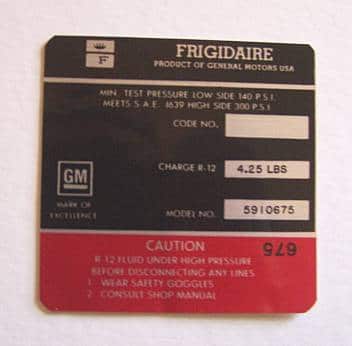 F
FRIGIDAIRE
PRODUCT OF GENERAL MOTORS USA
MIN. TEST PRESSURE LOW SIDE 140 P.S.I.
MEETS S.A.E. J639 HIGH SIDE 300 P.S.I.
CODE NO.
CHARGE R-12 4.25 LBS
GM
MARK OF
EXCELLENCE
MODEL NO. 5910675
675
CAUTION
R-12 FLUID UNDER HIGH PRESSURE
BEFORE DISCONNECTING ANY LINES
1. WEAR SAFETY GOGGLES
2. CONSULT SHOP MANUAL